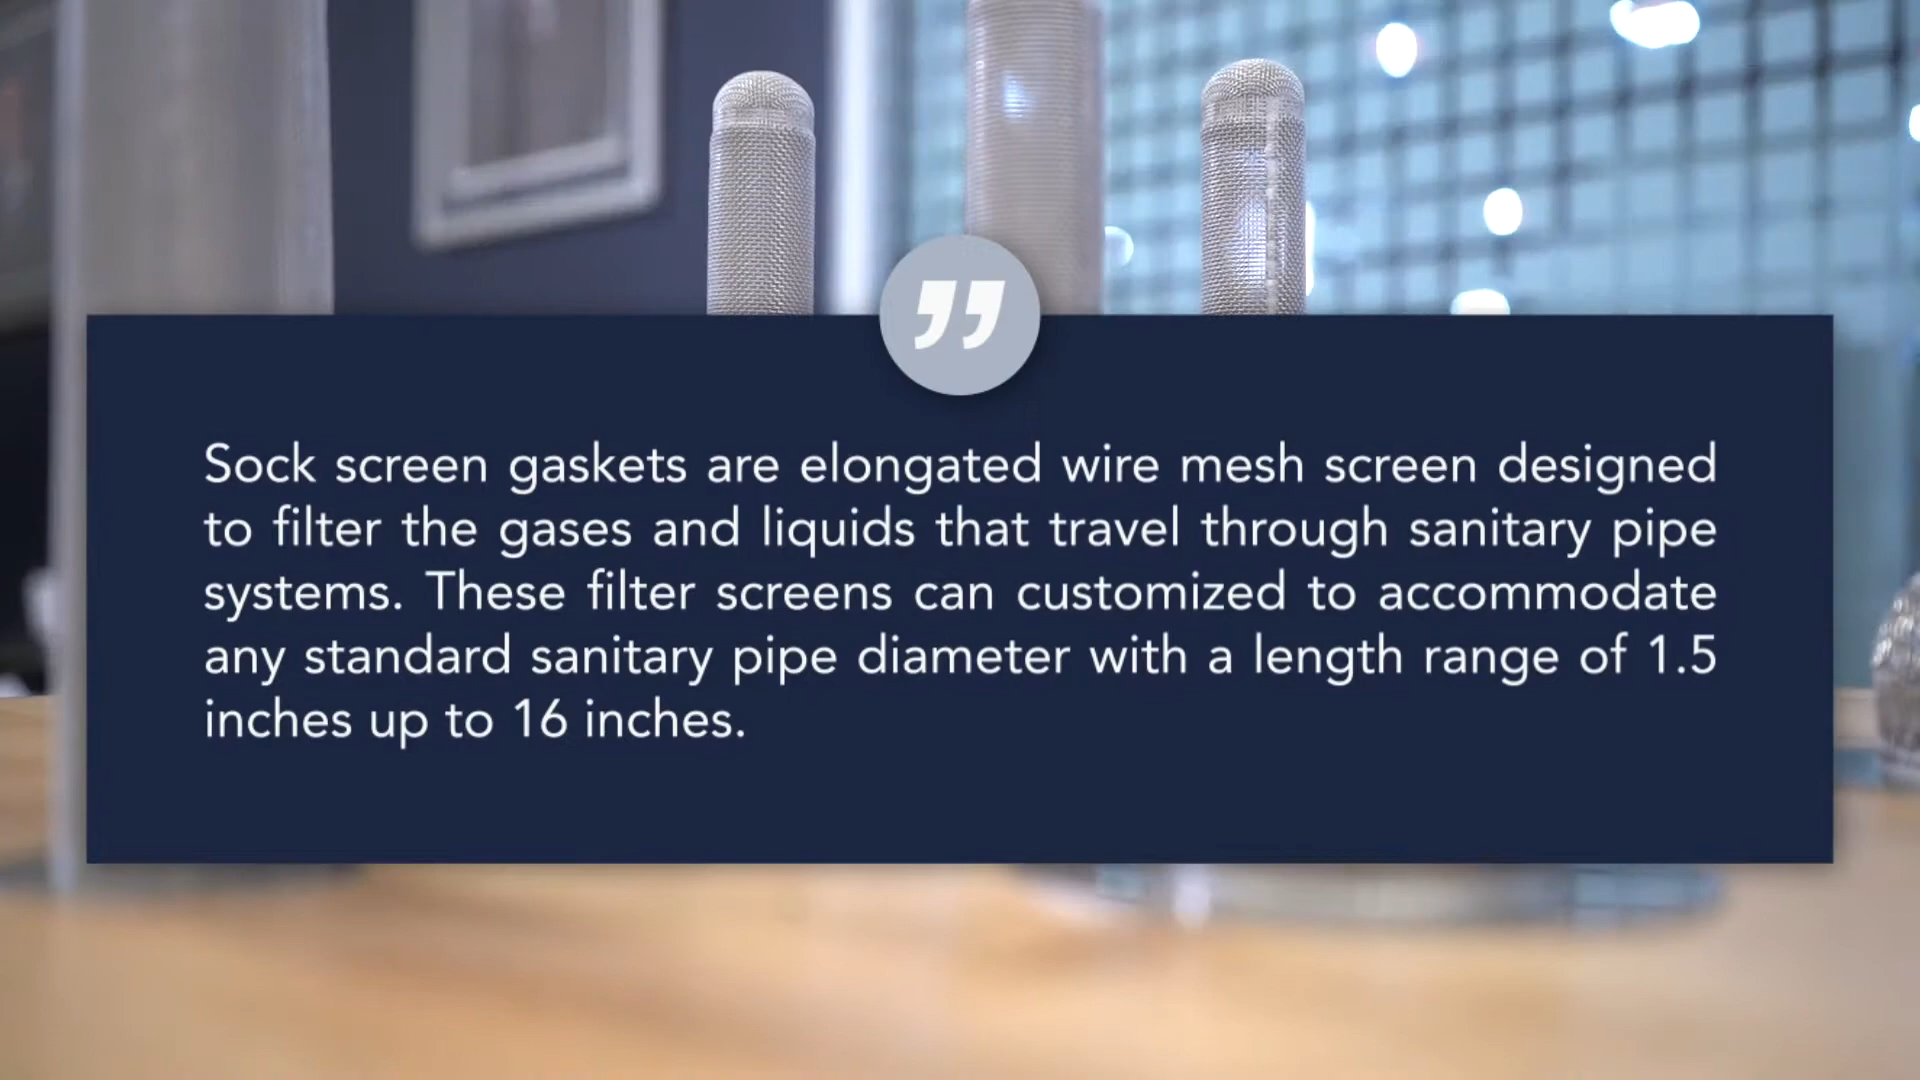 ”
Sock screen gaskets are elongated wire mesh screen designed
to filter the gases and liquids that travel through sanitary pipe
systems. These filter screens can customized to accommodate
any standard sanitary pipe diameter with a length range of 1.5
inches up to 16 inches.